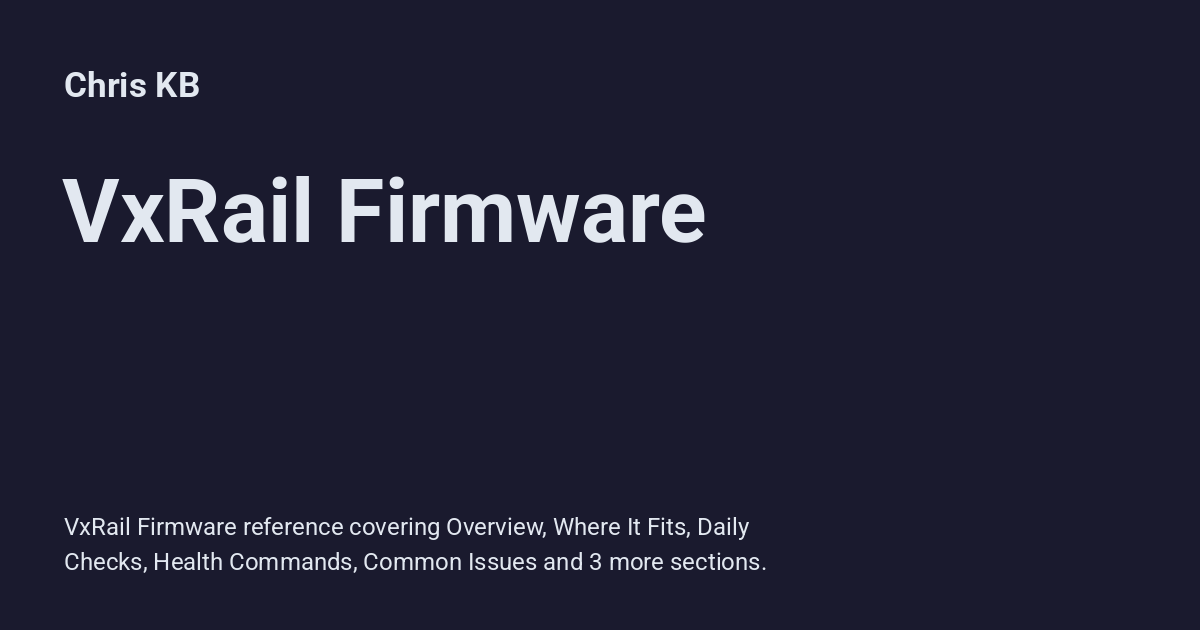 Chris KB
VxRail Firmware
VxRail Firmware reference covering Overview, Where It Fits, Daily
Checks, Health Commands, Common Issues and 3 more sections.